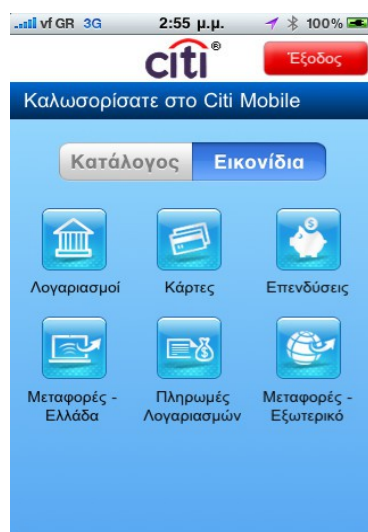 vf GR 3G 2:55 μ.μ. 100%
citi® Έξοδος
Καλωσορίσατε στο Citi Mobile
Κατάλογος Εικονίδια
Λογαριασμοί Κάρτες Επενδύσεις
Μεταφορές - Πληρωμές Μεταφορές -
Ελλάδα Λογαριασμών Εξωτερικό